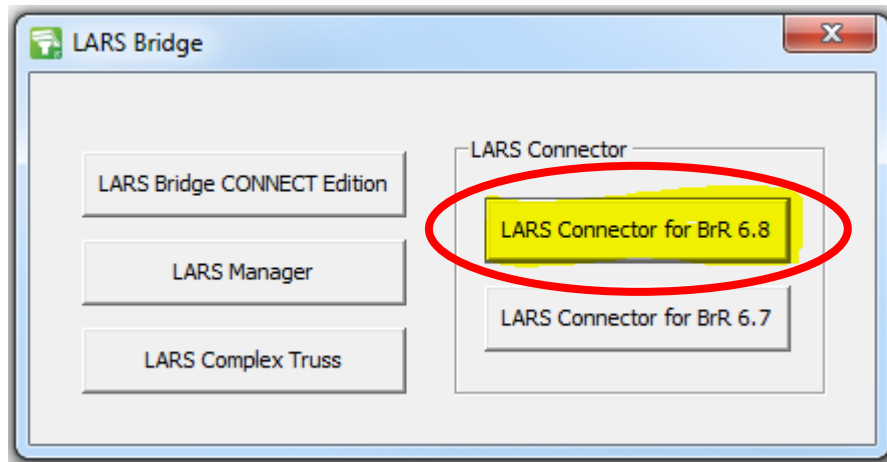 LARS Bridge
LARS Bridge CONNECT Edition
LARS Manager
LARS Complex Truss
LARS Connector
LARS Connector for BrR 6.8
LARS Connector for BrR 6.7